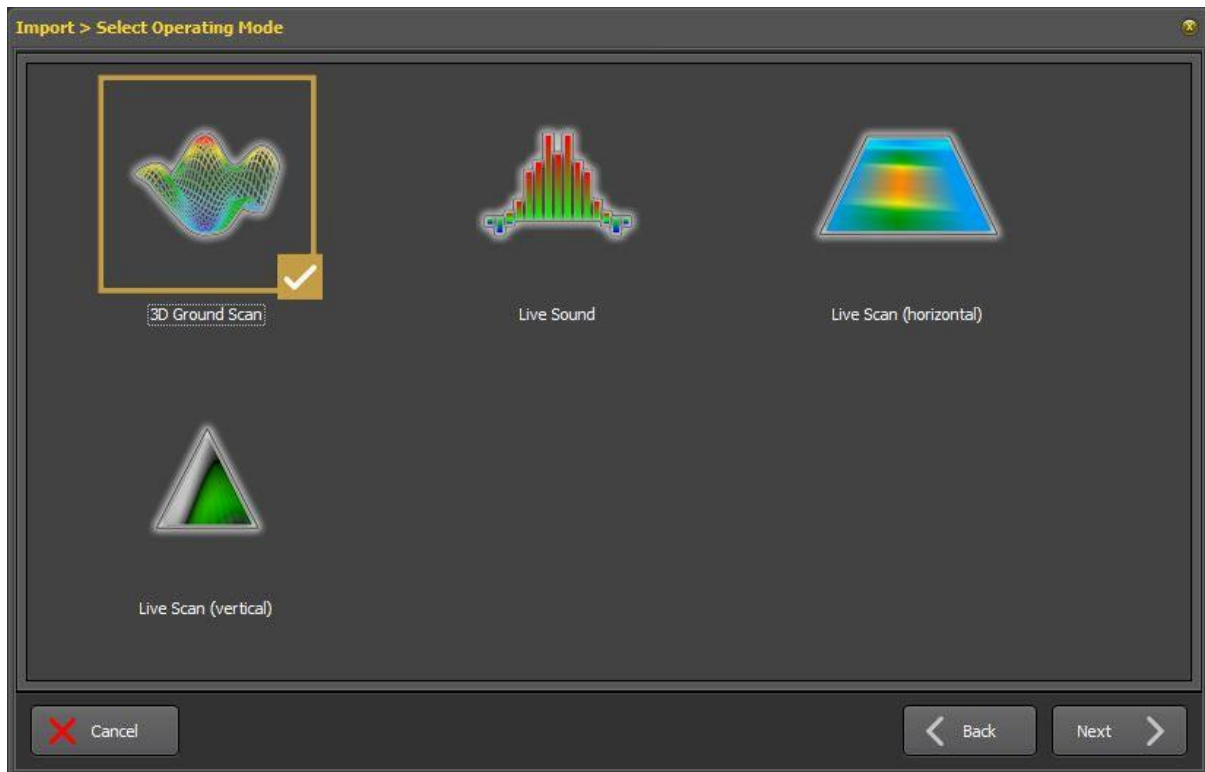 Import > Select Operating Mode
3D Ground Scan
Live Sound
Live Scan (horizontal)
Live Scan (vertical)
Cancel
Back
Next